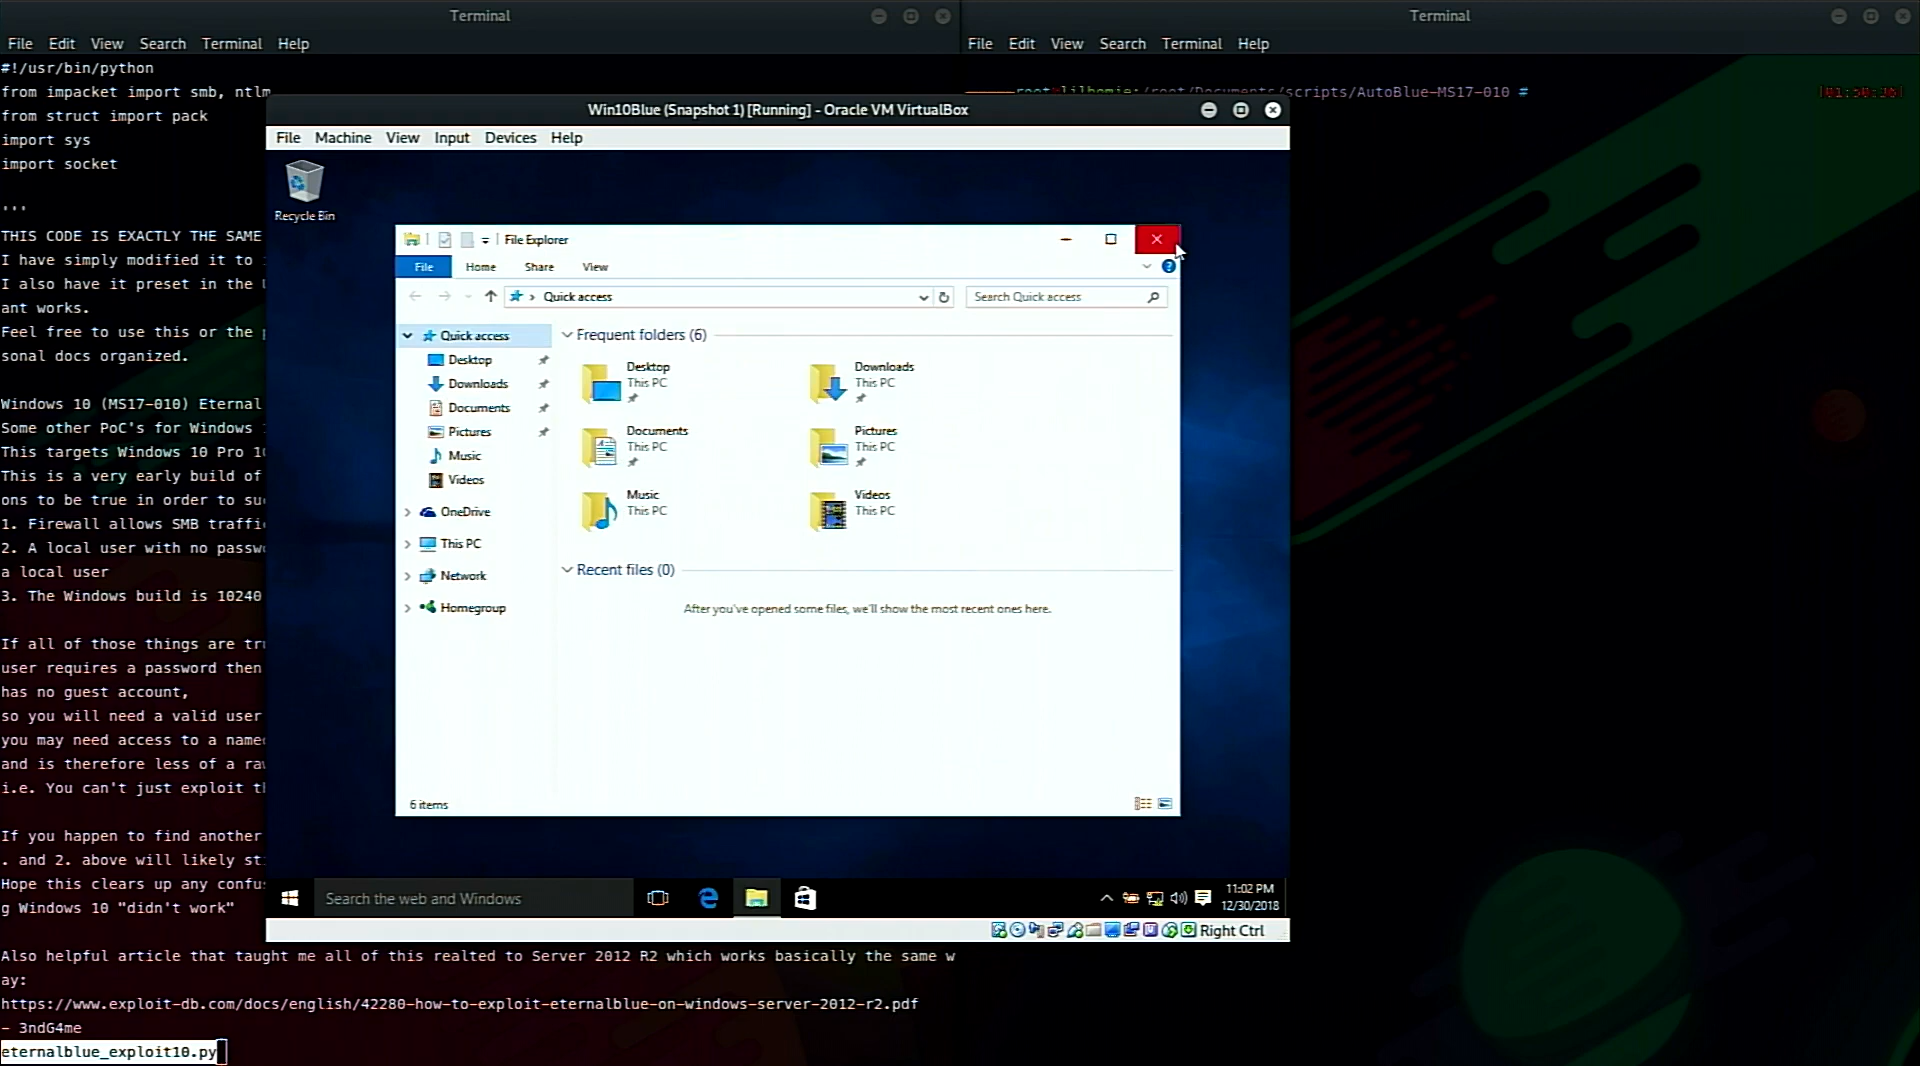 Terminal
File Edit View Search Terminal Help
#!/usr/bin/python
from impacket import smb, ntlm
from struct import pack
import sys
import socket
'''
THIS CODE IS EXACTLY THE SAME
I have simply modified it to
I also have it preset in the
ant works.
Feel free to use this or the
sonal docs organized.
Windows 10 (MS17-010) Eternal
Some other PoC's for Windows
This targets Windows 10 Pro
This is a very early build of
ons to be true in order to
1. Firewall allows SMB
2. A local user with no
a local user
3. The Windows build is 10240
If all of those things are
user requires a password then
has no guest account,
so you will need a valid user
you may need access to a
and is therefore less of a
i.e. You can't just exploit
If you happen to find another
. and 2. above will likely
Hope this clears up any
g Windows 10 "didn't work"
Also helpful article that taught me all of this realted to Server 2012 R2 which works basically the same w
ay:
https://www.exploit-db.com/docs/english/42280-how-to-exploit-eternalblue-on-windows-server-2012-r2.pdf
- 3ndG4me
eternalblue_exploit10.py
Terminal
File Edit View Search Terminal Help
/root/Documents/scripts/AutoBlue-MS17-010 #
Win10Blue (Snapshot 1) [Running] - Oracle VM VirtualBox
File Machine View Input Devices Help
Recycle Bin
File Explorer
File Home Share View
Quick access
Search Quick access
Quick access
Desktop
Downloads
Documents
Pictures
Music
Videos
OneDrive
This PC
Network
Homegroup
Frequent folders (6)
Desktop
This PC
Downloads
This PC
Documents
This PC
Pictures
This PC
Music
This PC
Videos
This PC
Recent files (0)
After you've opened some files, we'll show the most recent ones here.
6 items
Search the web and Windows
11:02 PM
12/30/2018
Right Ctrl